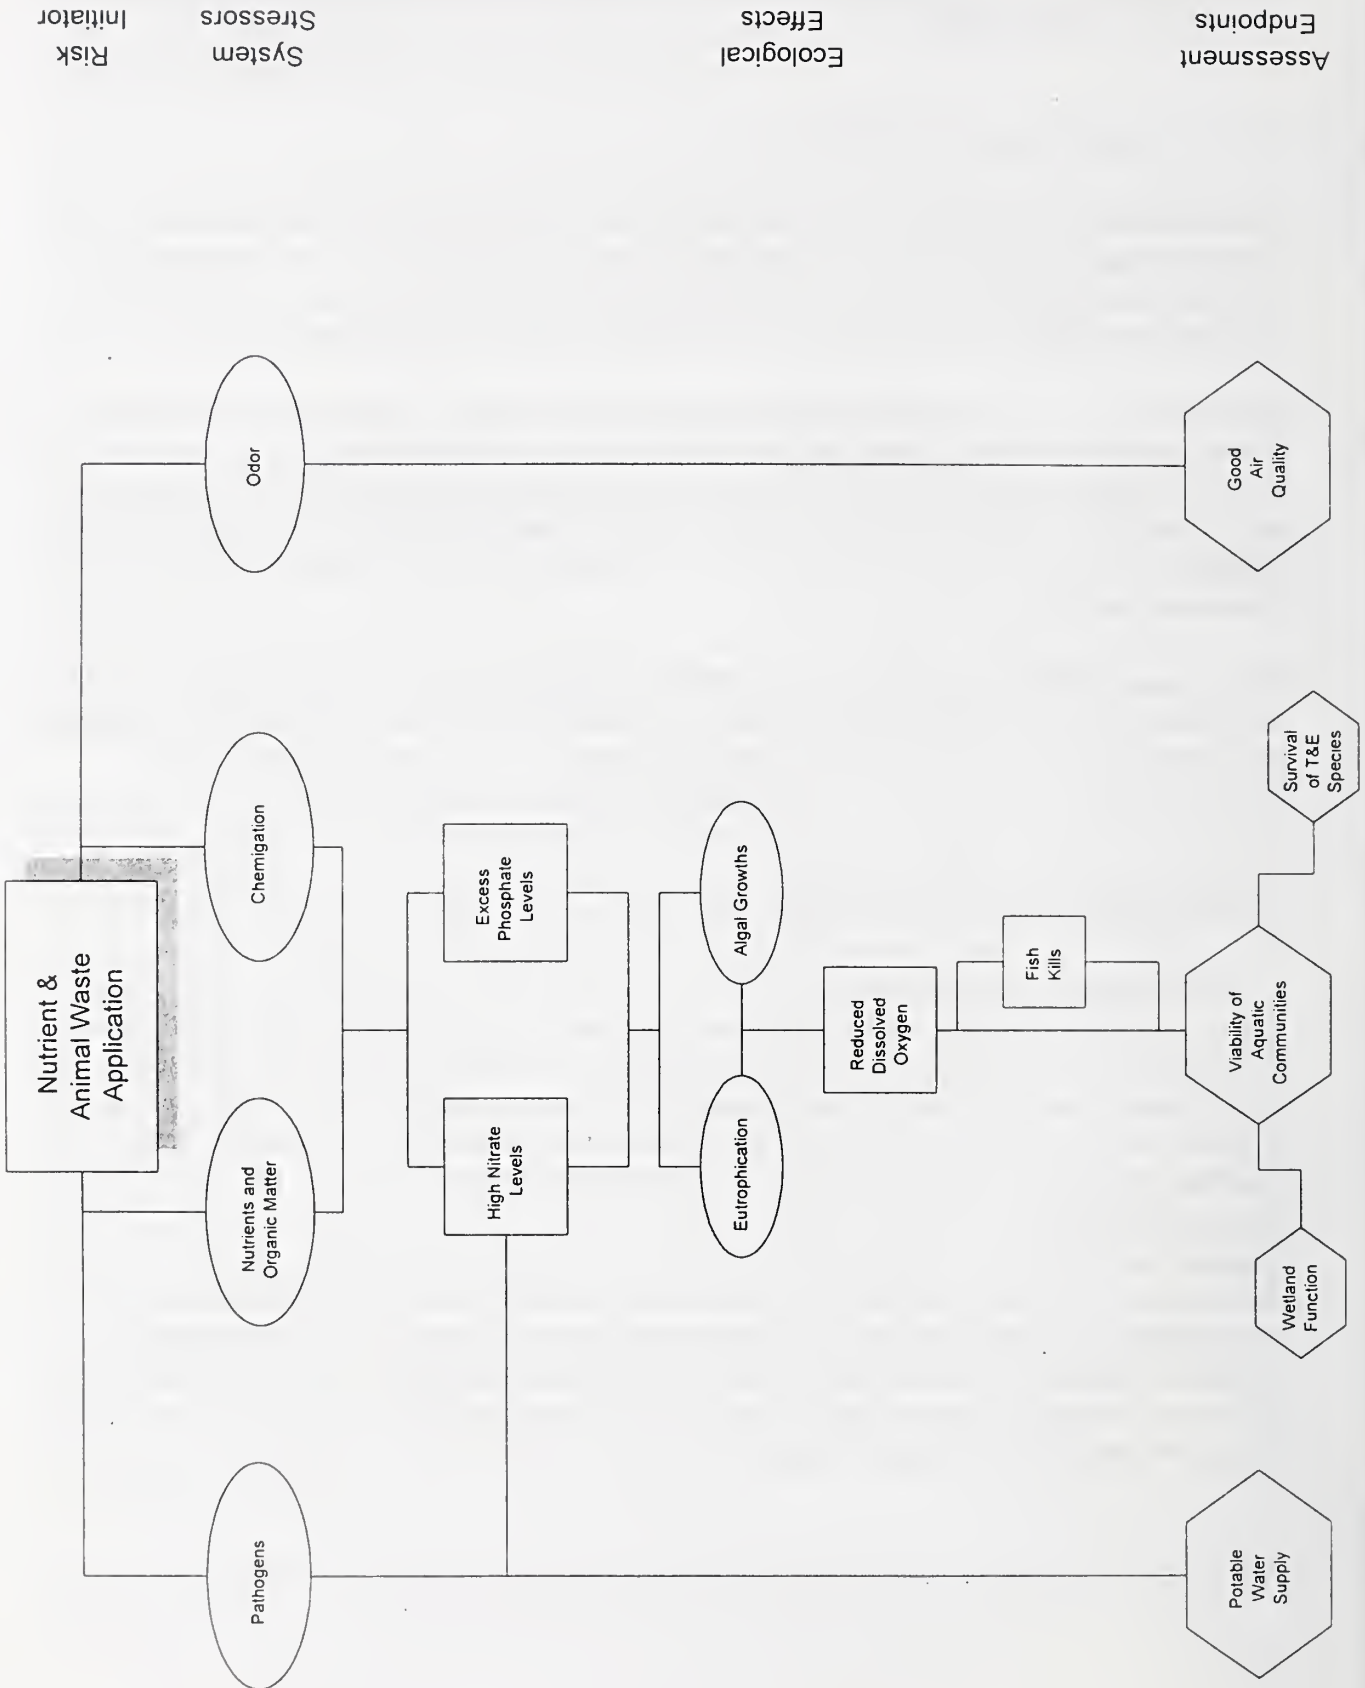 Risk
Initiator
System
Stressors
Ecological
Effects
Assessment
Endpoints
Nutrient &
Animal Waste
Application
Pathogens
Nutrients and
Organic Matter
Chemigation
Odor
High Nitrate
Levels
Excess
Phosphate
Levels
Eutrophication
Algal Growths
Reduced
Dissolved
Oxygen
Fish
Kills
Potable
Water
Supply
Wetland
Function
Viability of
Aquatic
Communities
Survival
of T&E
Species
Good
Air
Quality